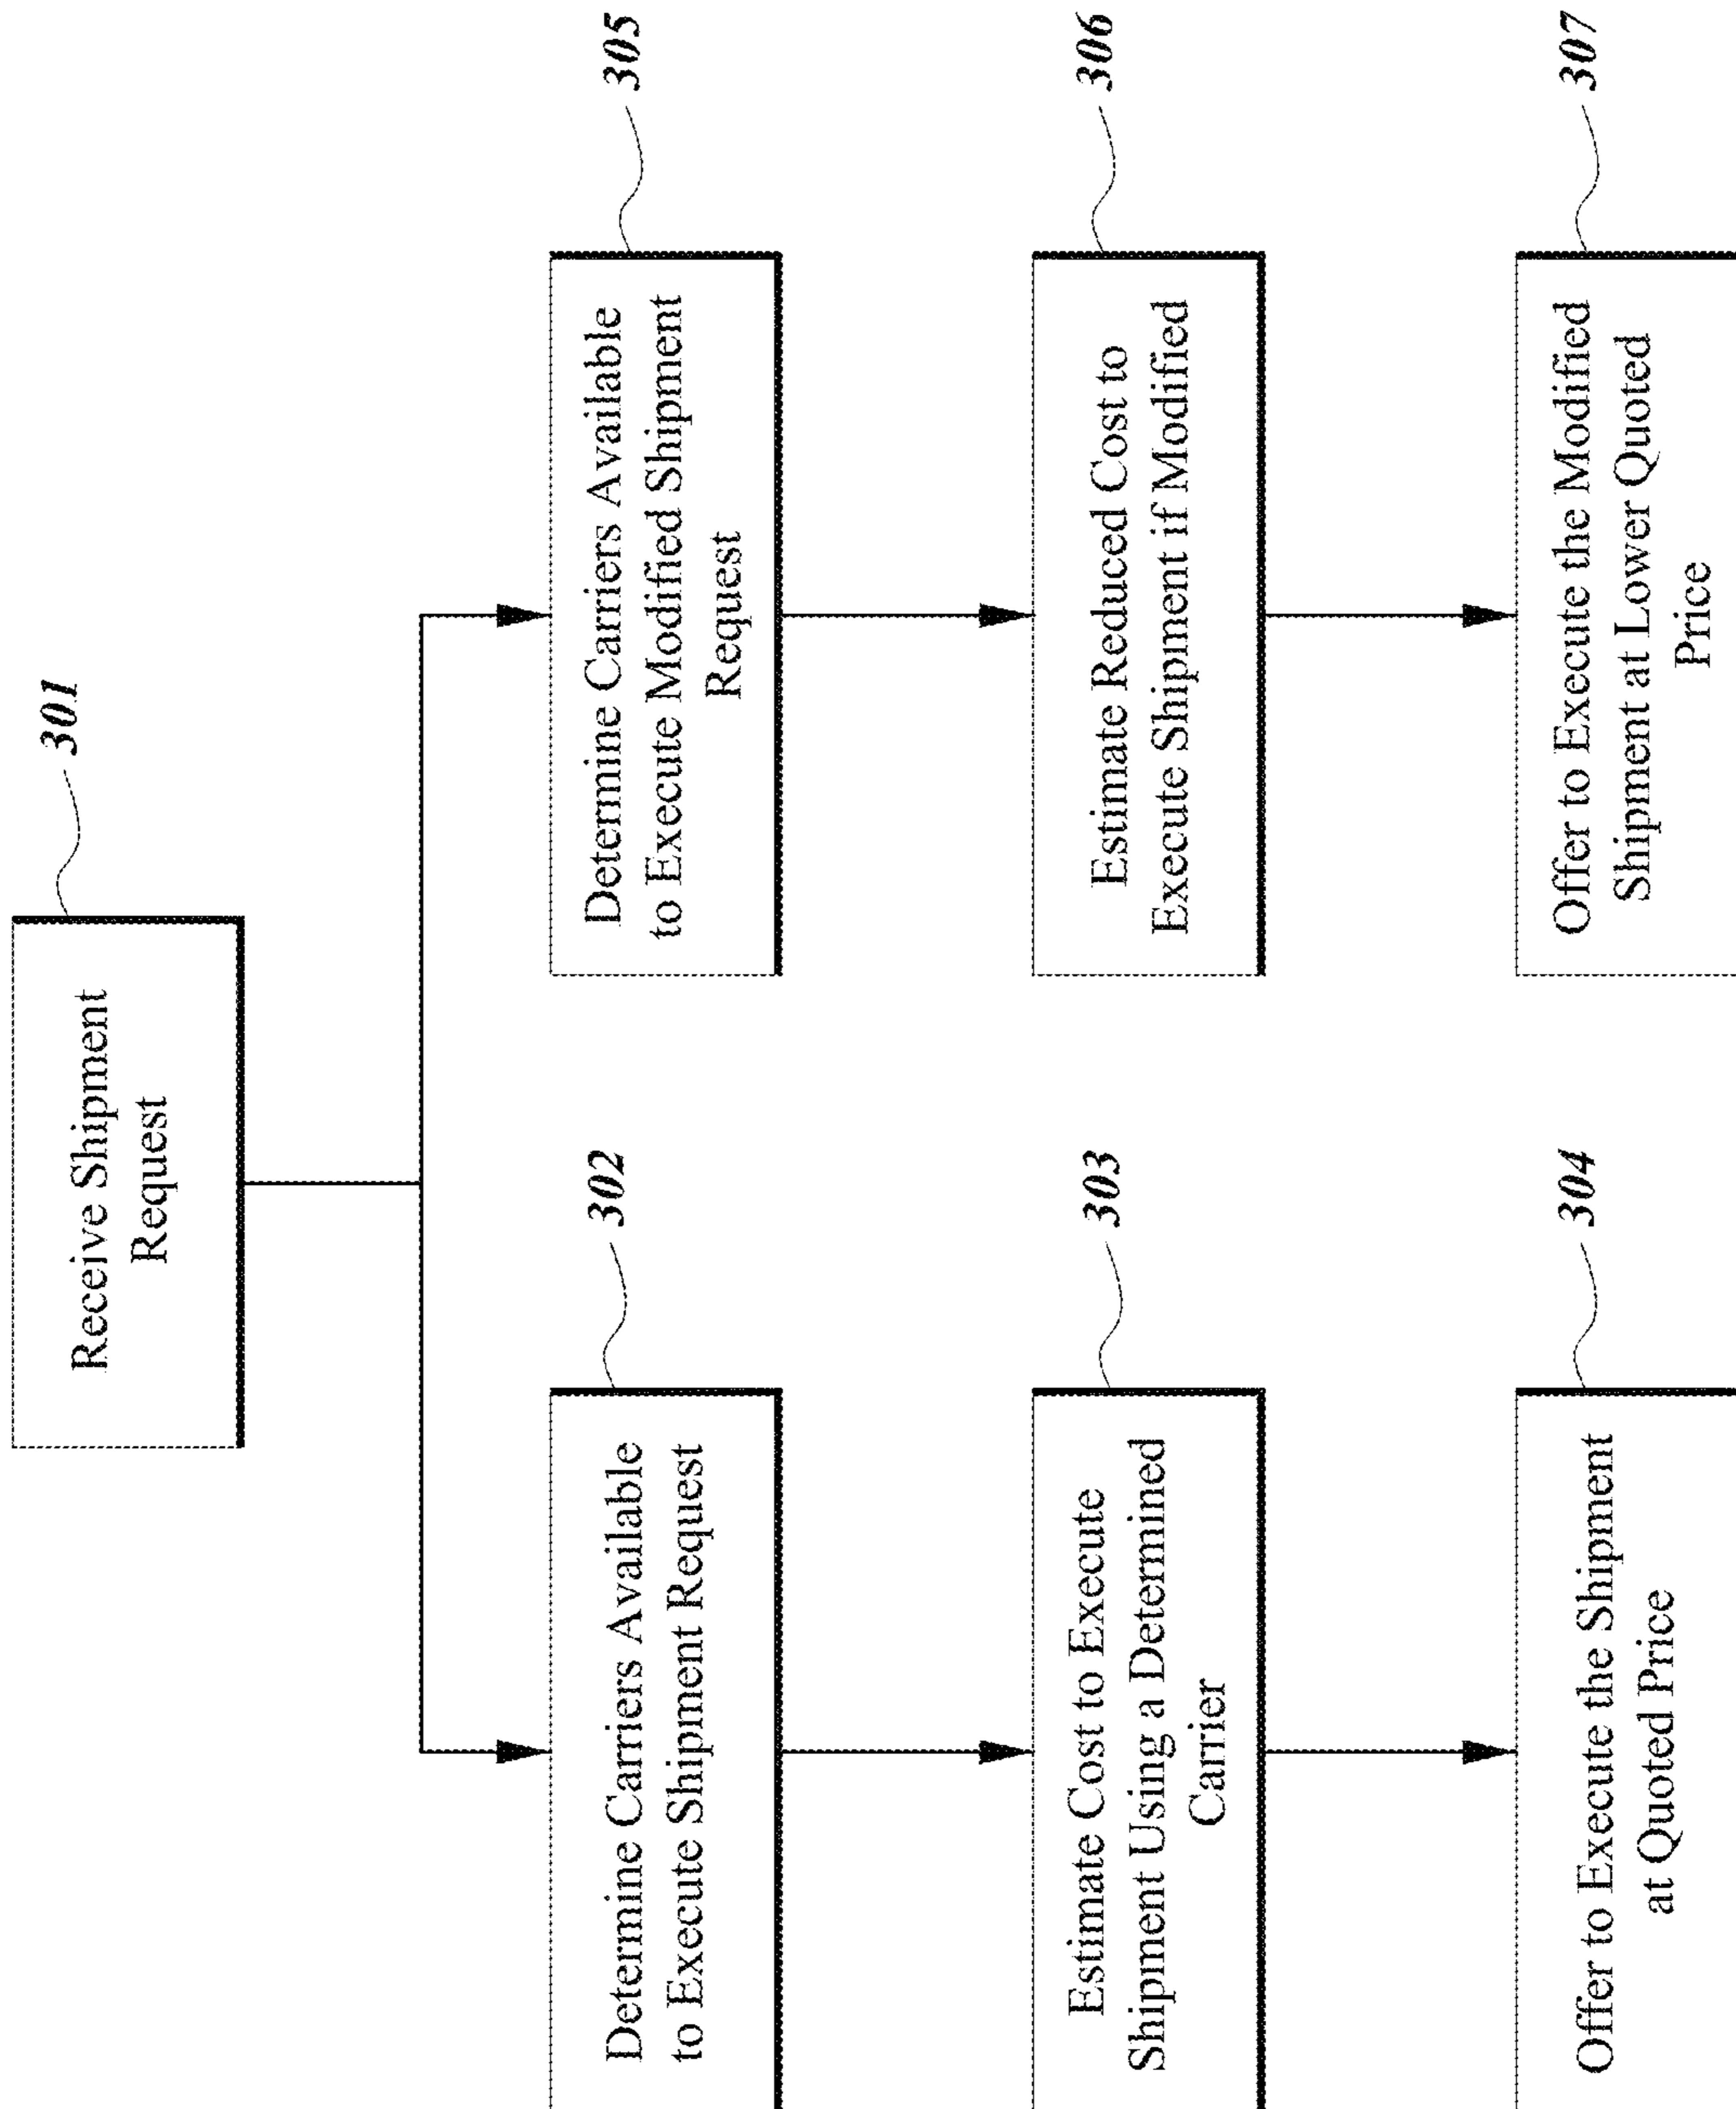 Receive Shipment
Request
301
Determine Carriers Available
to Execute Shipment Request
302
Estimate Cost to Execute
Shipment Using a Determined
Carrier
303
Offer to Execute the Shipment
at Quoted Price
304
Determine Carriers Available
to Execute Modified Shipment
Request
305
Estimate Reduced Cost to
Execute Shipment if Modified
306
Offer to Execute the Modified
Shipment at Lower Quoted
Price
307